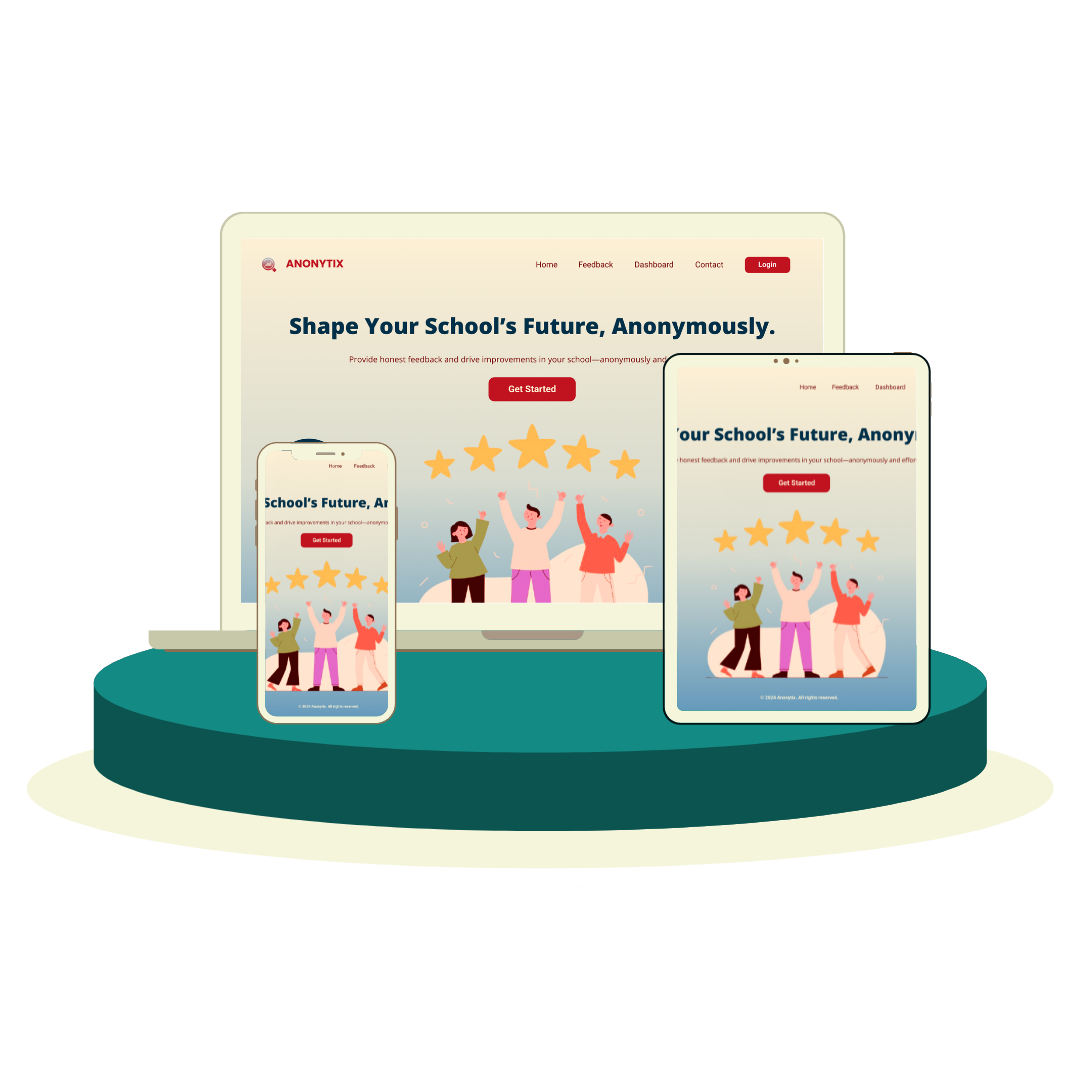 ANONYTIX
Home Feedback Dashboard Contact Login
Shape Your School’s Future, Anonymously.
Provide honest feedback and drive improvements in your school—anonymously and
Get Started
Home Feedback
School’s Future, An
ack and drive improvements in your school—anonymo
Get Started
© 2024 Anonytix. All rights reserved.
Home Feedback Dashboard
Your School’s Future, Anony
honest feedback and drive improvements in your school—anonymously and effor
Get Started
© 2024 Anonytix. All rights reserved.